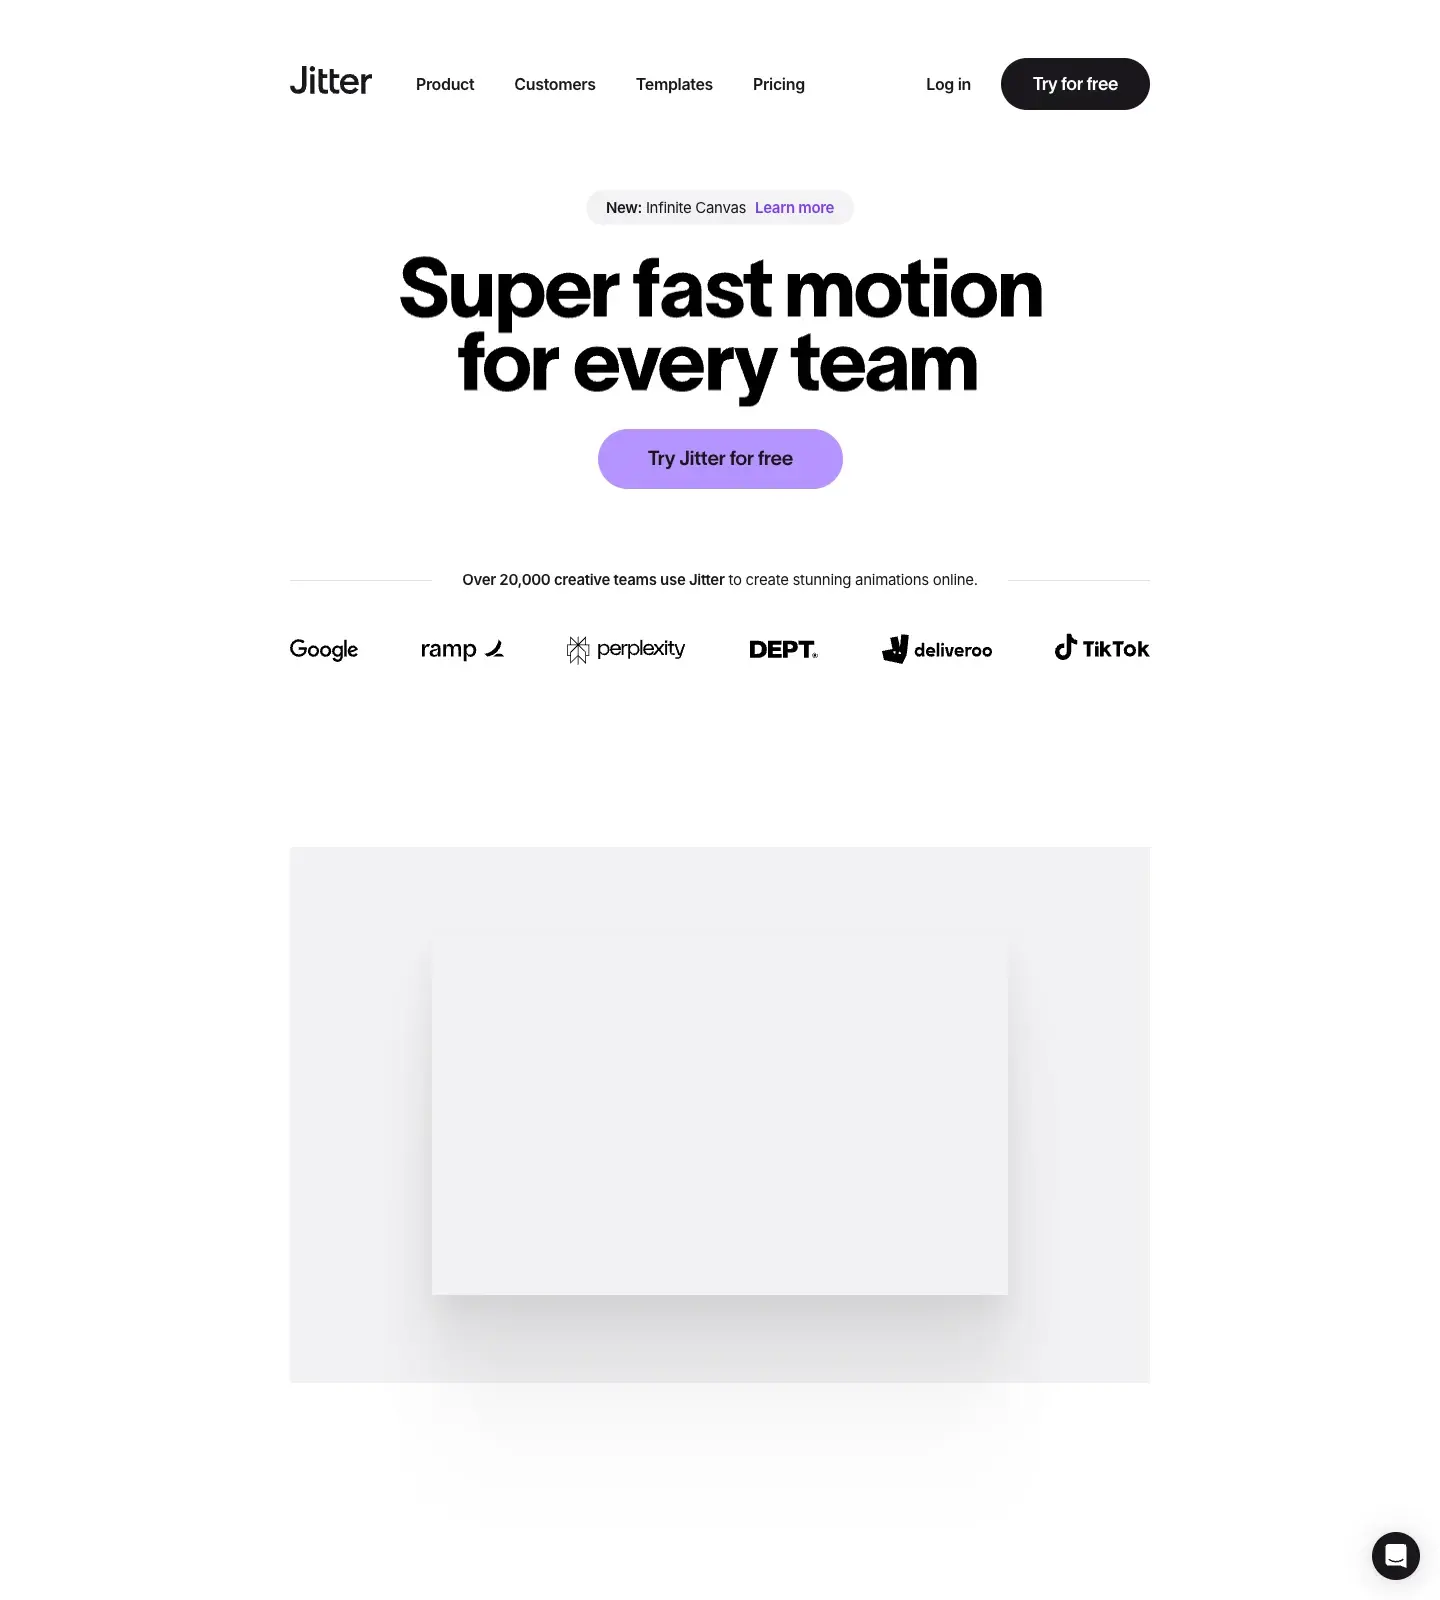 Jitter Product Customers Templates Pricing Log in Try for free
New: Infinite Canvas Learn more
Super fast motion
for every team
Try Jitter for free
Over 20,000 creative teams use Jitter to create stunning animations online.
Google ramp perplexity DEPT® deliveroo TikTok